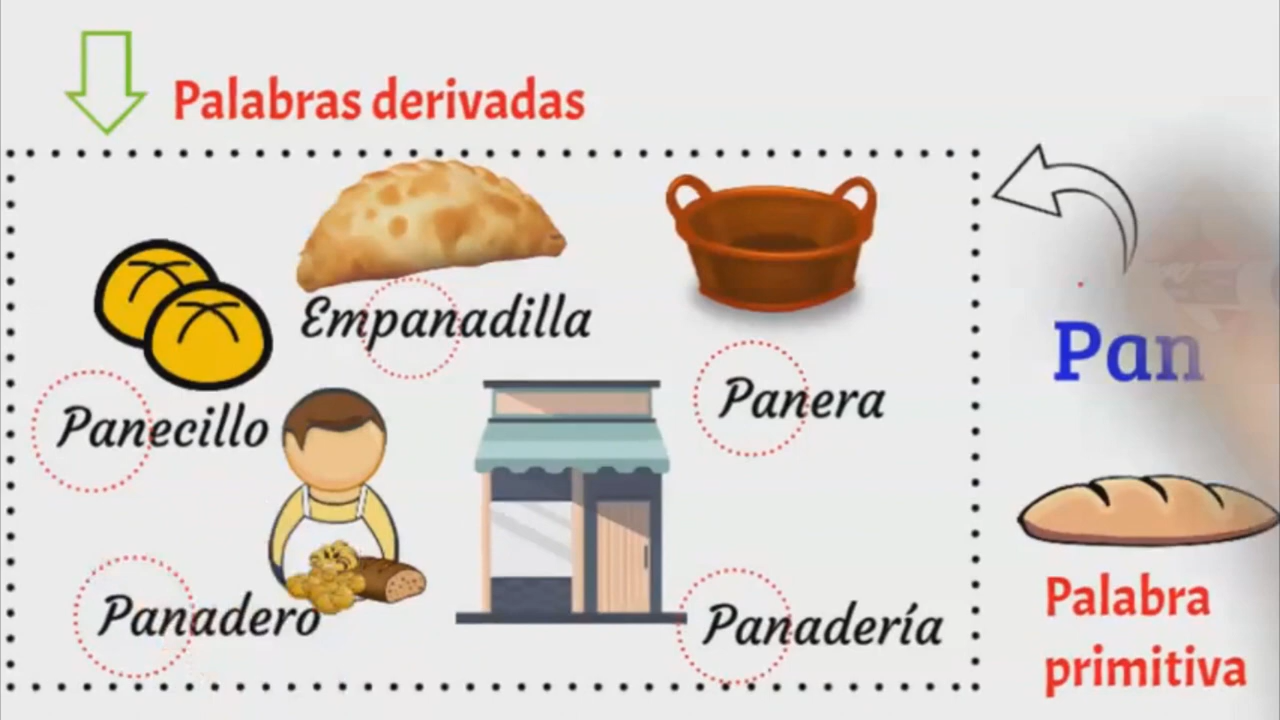 Palabras derivadas
Empanadilla
Panera
Pan
Panecillo
Panadero
Panadería
Palabra
primitiva